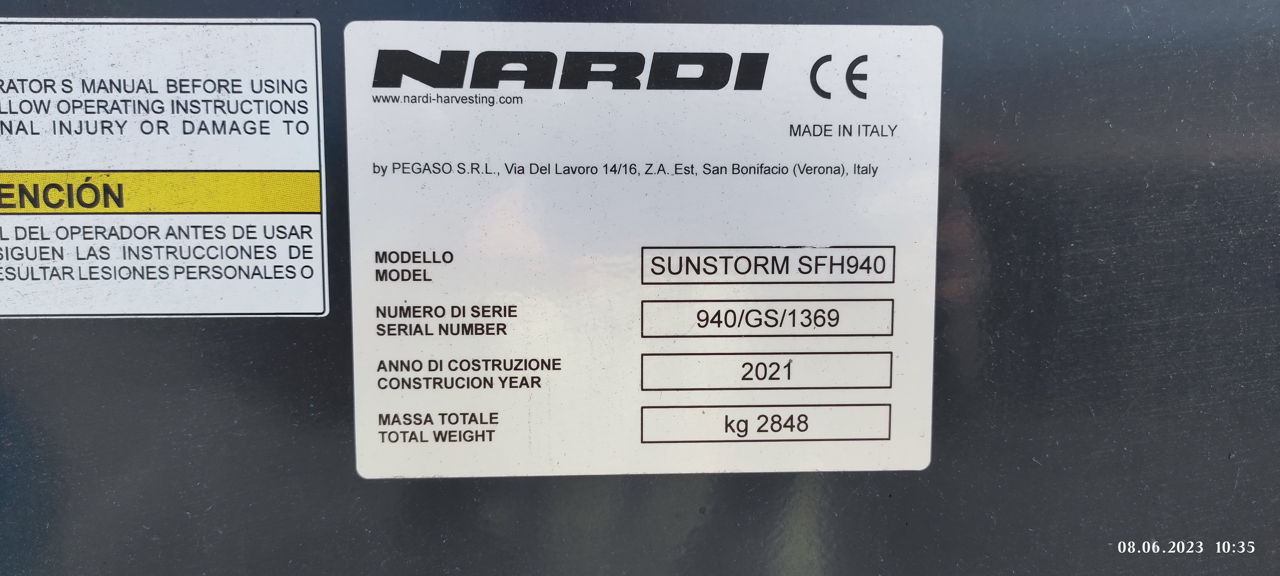 RATOR S MANUAL BEFORE USING
LLOW OPERATING INSTRUCTIONS
NAL INJURY OR DAMAGE TO
ENCIÓN
L DEL OPERADOR ANTES DE USAR
SIGUEN LAS INSTRUCCIONES DE
ESULTAR LESIONES PERSONALES O
NARDI CE
www.nardi-harvesting.com
MADE IN ITALY
by PEGASO S.R.L., Via Del Lavoro 14/16, Z.A. Est, San Bonifacio (Verona), Italy
MODELLO
MODEL
SUNSTORM SFH940
NUMERO DI SERIE
SERIAL NUMBER
940/GS/1369
ANNO DI COSTRUZIONE
CONSTRUCION YEAR
2021
MASSA TOTALE
TOTAL WEIGHT
kg 2848
08.06.2023 10:35